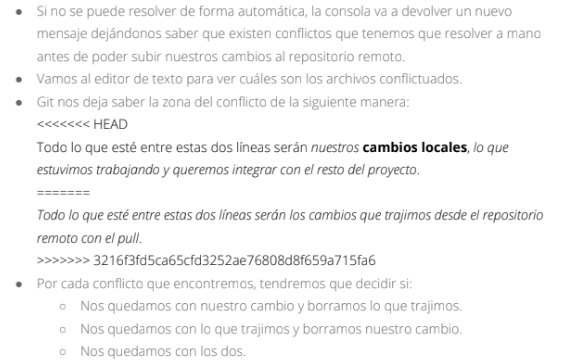 ● Si no se puede resolver de forma automática, la consola va a devolver un nuevo
mensaje dejándonos saber que existen conflictos que tenemos que resolver a mano
antes de poder subir nuestros cambios al repositorio remoto.
● Vamos al editor de texto para ver cuáles son los archivos conflictuados.
● Git nos deja saber la zona del conflicto de la siguiente manera:
<<<<<<< HEAD
Todo lo que esté entre estas dos líneas serán nuestros cambios locales, lo que
estuvimos trabajando y queremos integrar con el resto del proyecto.
=======
Todo lo que esté entre estas dos líneas serán los cambios que trajimos desde el repositorio
remoto con el pull.
>>>>>>> 3216f3fd5ca65cfd3252ae76808d8f659a715fa6
● Por cada conflicto que encontremos, tendremos que decidir si:
○ Nos quedamos con nuestro cambio y borramos lo que trajimos.
○ Nos quedamos con lo que trajimos y borramos nuestro cambio.
○ Nos quedamos con los dos.